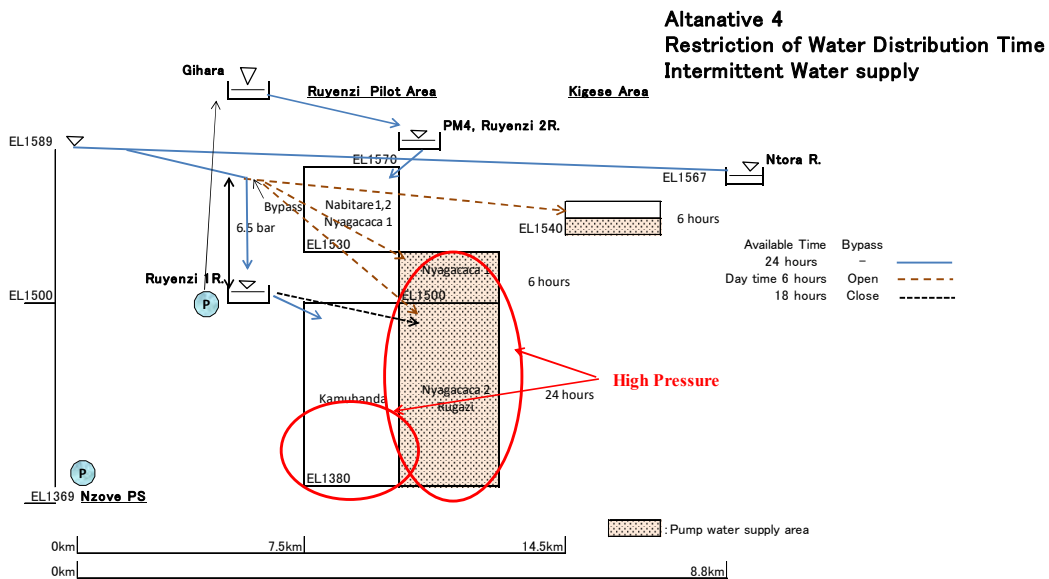 Altanative 4
Restriction of Water Distribution Time
Intermittent Water supply
Gihara
Ruyenzi Pilot Area
Kigese Area
PM4, Ruyenzi 2R.
EL1589
EL1570
Ntora R.
EL1567
Bypass
Nabitare1,2
Nyagacaca 1
6.5 bar
EL1540
6 hours
EL1530
Available Time Bypass
24 hours –
Day time 6 hours Open
18 hours Close
Ruyenzi 1R.
Nyagacaca 1
6 hours
EL1500
P
EL1500
High Pressure
Kamuhanda
Nyagacaca 2
Rugazi
24 hours
P
EL1380
EL1369 Nzove PS
:Pump water supply area
0km
7.5km
14.5km
0km
8.8km